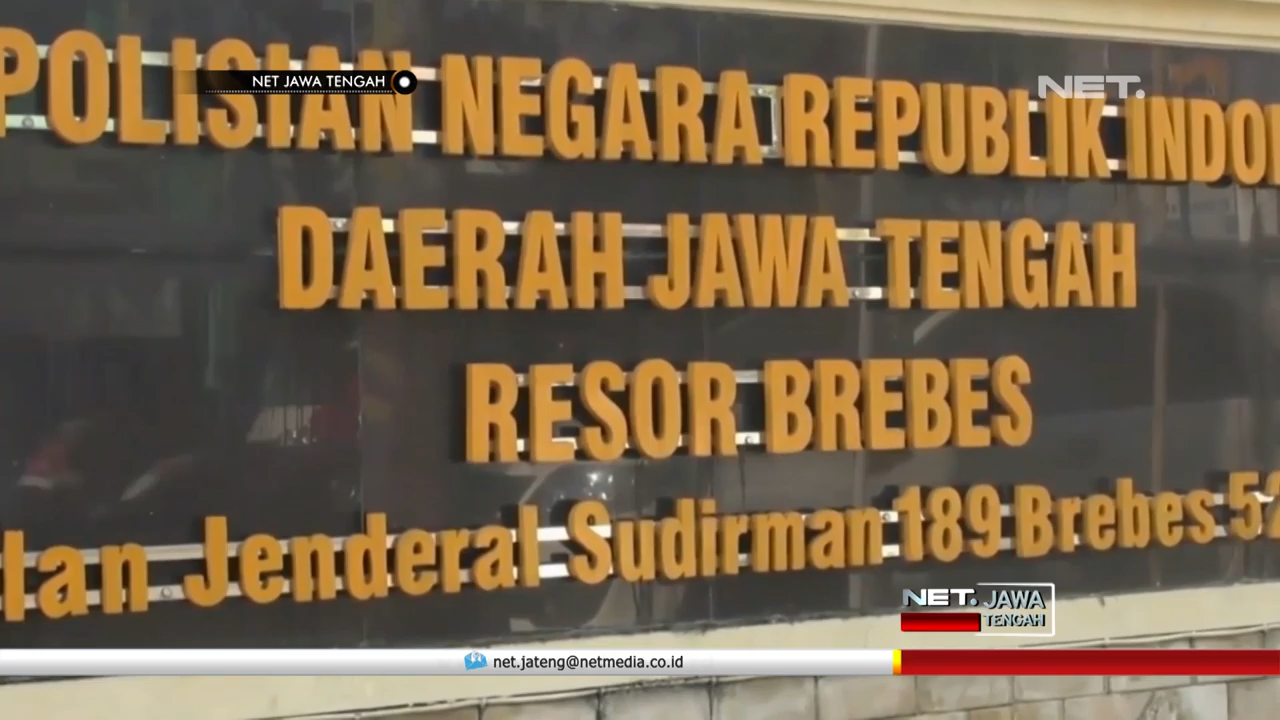 NET JAWA TENGAH
NET.
POLISIAN NEGARA REPUBLIK INDO
DAERAH JAWA TENGAH
RESOR BREBES
lan Jenderal Sudirman 189 Brebes 52
NET. JAWA TENGAH
net.jateng@netmedia.co.id